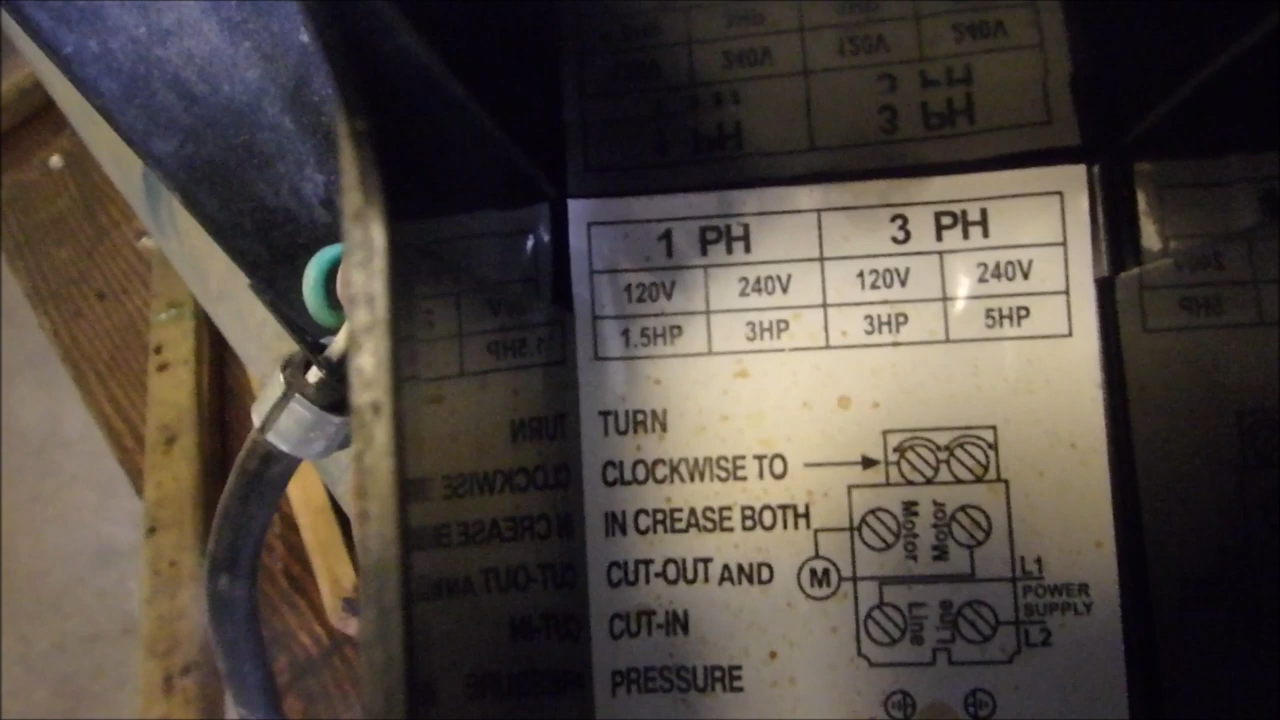 1 PH 3 PH
120V 240V 120V 240V
1.5HP 3HP 3HP 5HP
TURN
CLOCKWISE TO
IN CREASE BOTH
CUT-OUT AND
CUT-IN
PRESSURE
Motor Motor
M
L1
POWER
SUPPLY
Line Line
L2